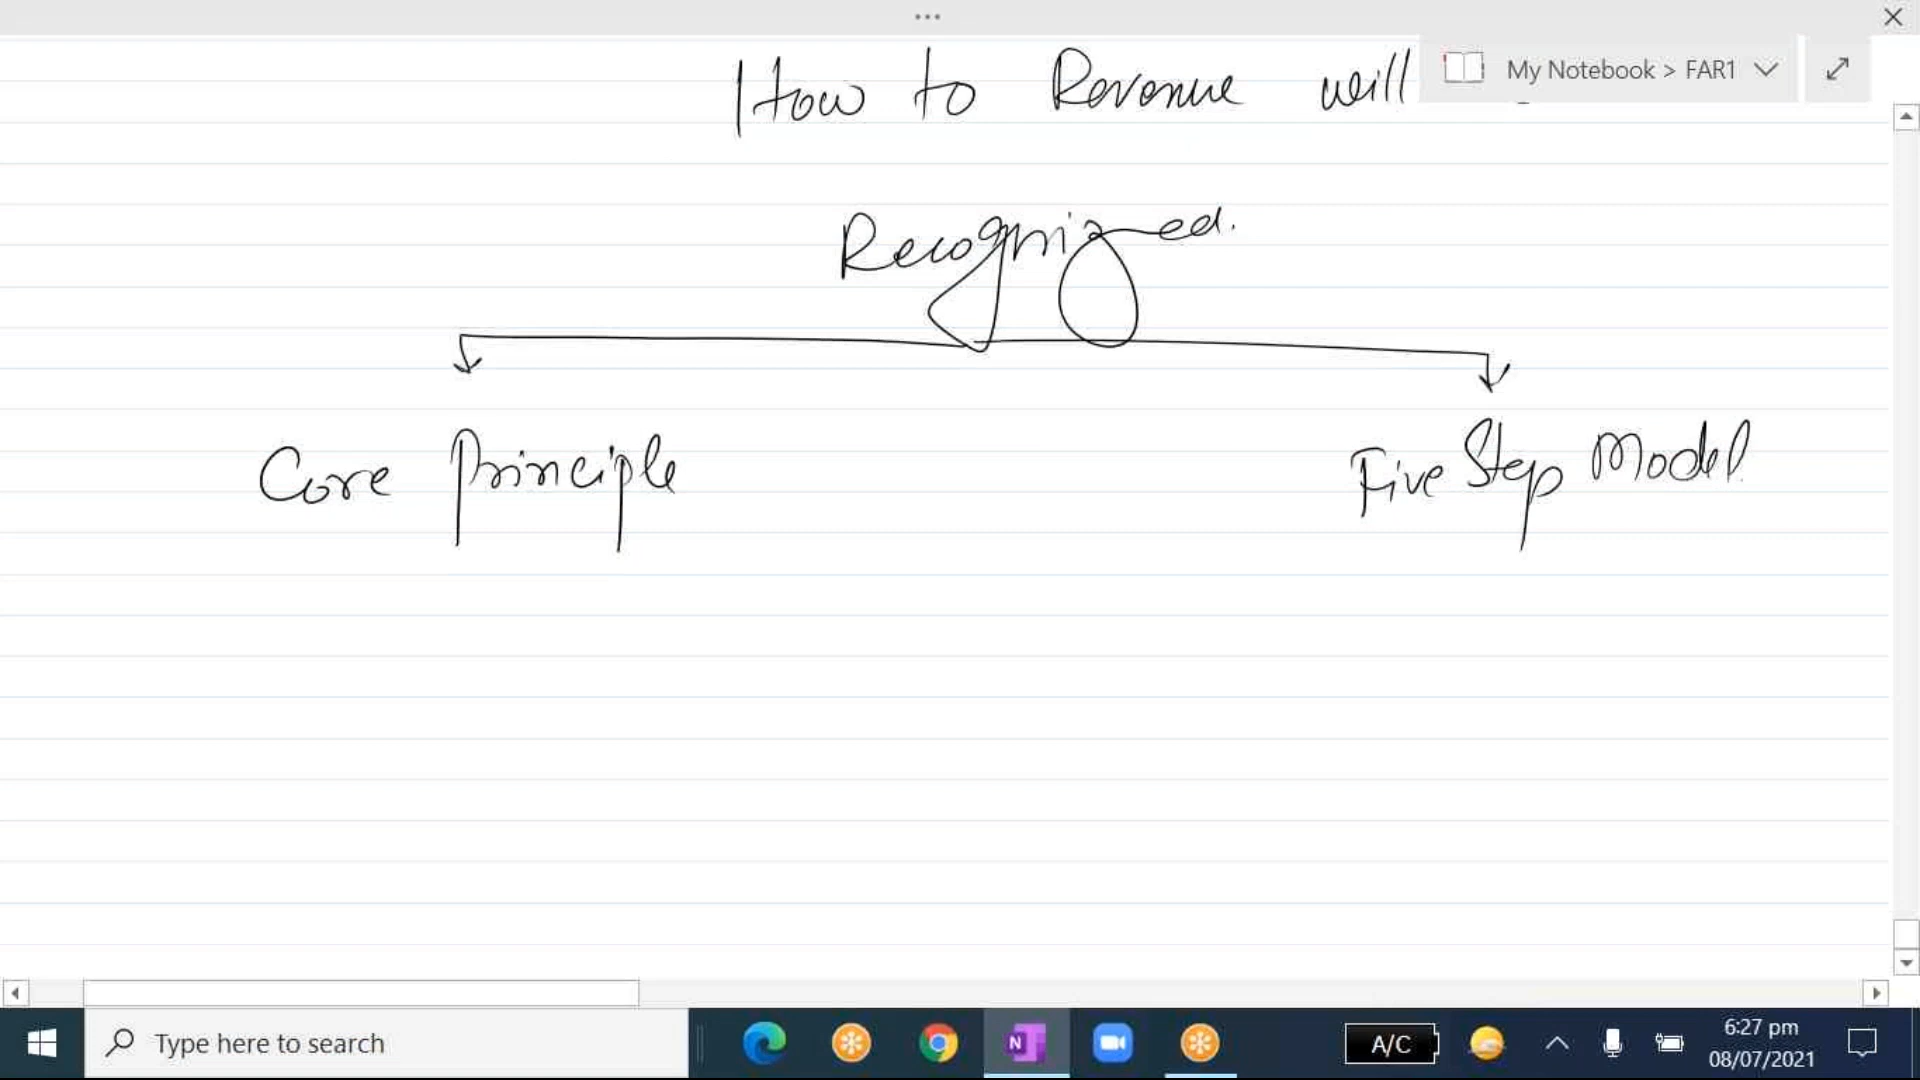 How to Revenue will
My Notebook > FAR1
Recognized.
Core Principle
Five Step Model
Type here to search
N
A/C
6:27 pm
08/07/2021